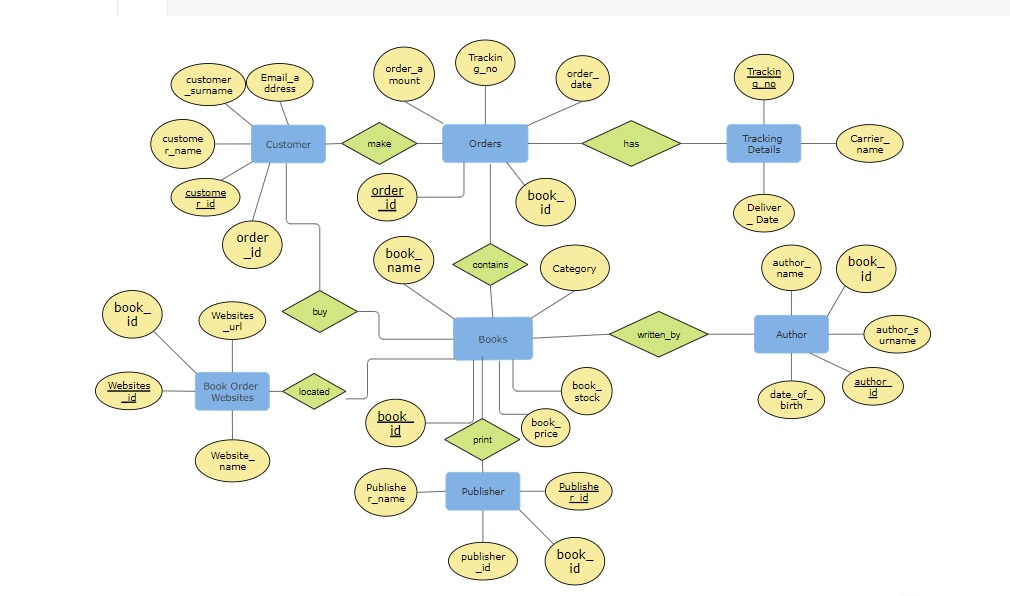 order_a
mount
Trackin
g_no
order_
date
Trackin
g_no
customer
_surname
Email_a
ddress
custome
r_name
Customer
make
Orders
has
Tracking
Details
Carrier_
name
custome
r_id
order
_id
book_
id
Deliver
_ Date
order
_id
book_
name
contains
Category
author_
name
book_
id
book_
id
Websites
_url
buy
Books
written_by
Author
author_s
urname
Websites
_id
Book Order
Websites
located
book_
stock
date_of_
birth
author_
id
book_
id
book_
price
print
Website_
name
Publishe
r_name
Publisher
Publishe
r_id
publisher
_id
book_
id